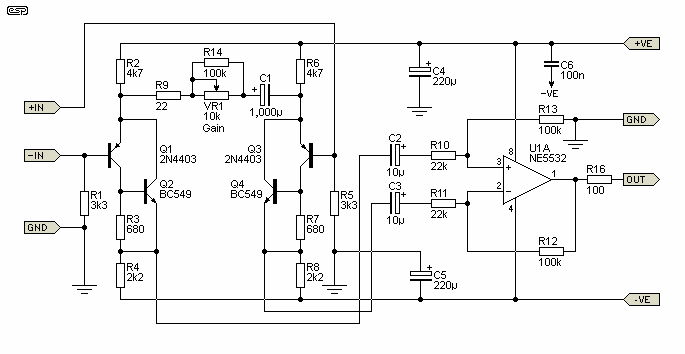 esp
+VE
R2
4k7
R14
100k
R6
4k7
C4
220µ
C6
100n
-VE
R9
22
VR1
10k
Gain
C1
1,000µ
+IN
R13
100k
GND
-IN
Q1
2N4403
Q3
2N4403
C2
10µ
R10
22k
U1A
NE5532
8
3
+
1
R16
100
OUT
Q2
BC549
Q4
BC549
C3
10µ
R11
22k
2
-
4
R1
3k3
R5
3k3
GND
R3
680
R7
680
R12
100k
R4
2k2
R8
2k2
C5
220µ
-VE